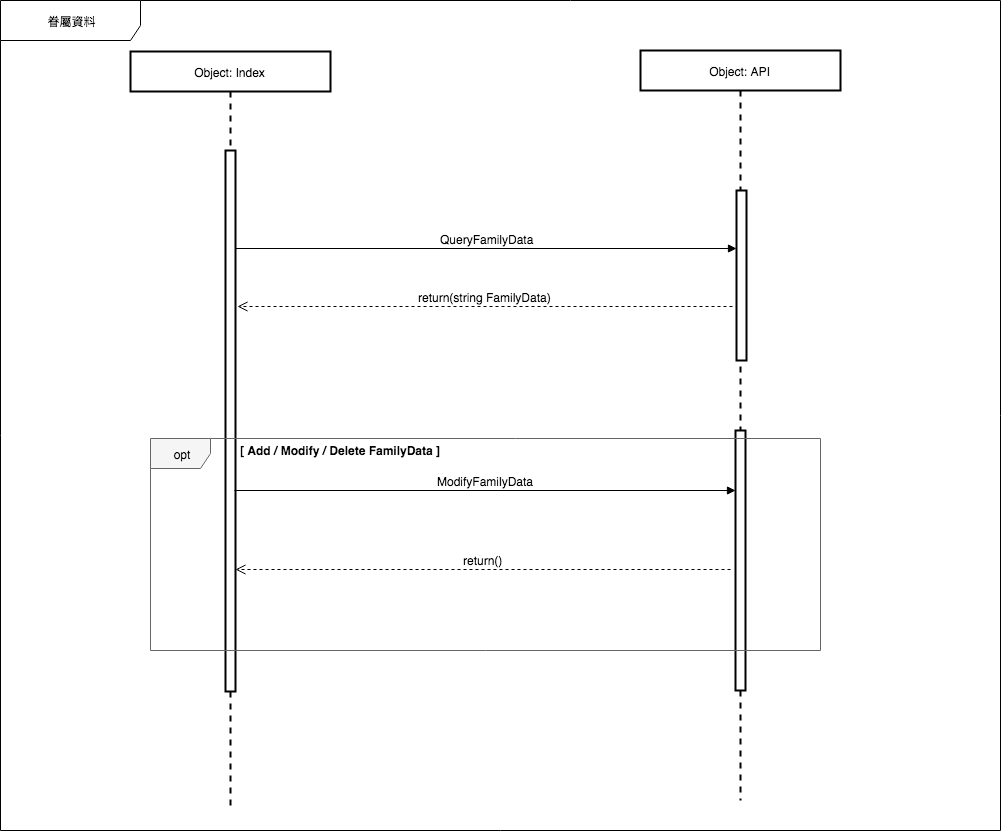 眷屬資料
Object: Index
Object: API
QueryFamilyData
return(string FamilyData)
opt
[ Add / Modify / Delete FamilyData ]
ModifyFamilyData
return()